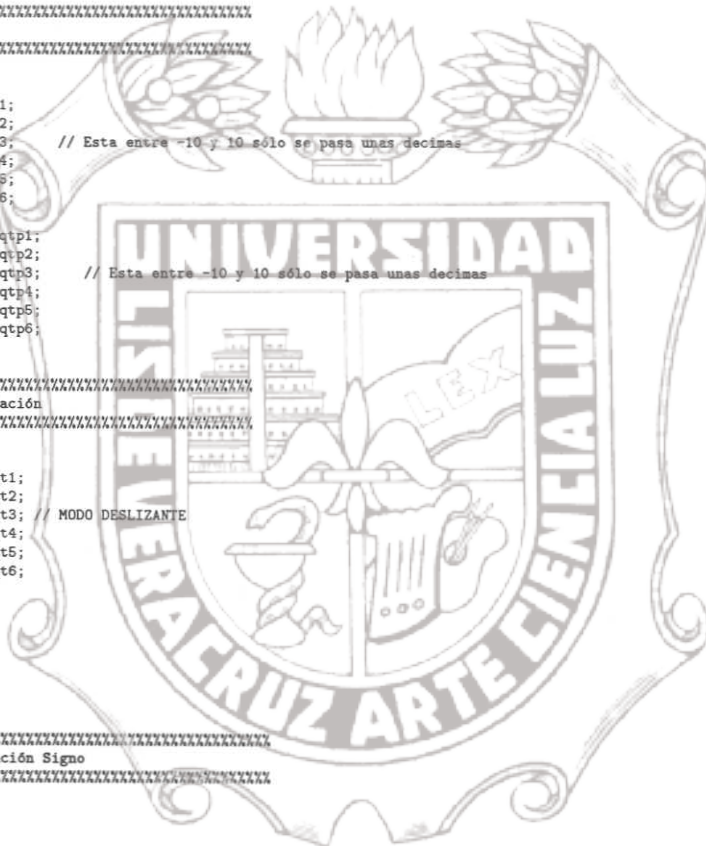 %%%%%%%%%%%%%%%%%%%%%%%%%%%%
%%%%%%%%%%%%%%%%%%%%%%%%%%%%
1;
2;
3; // Esta entre -10 y 10 sólo se pasa unas decimas
4;
5;
6;
qtp1;
qtp2;
qtp3; // Esta entre -10 y 10 sólo se pasa unas decimas
qtp4;
qtp5;
qtp6;
%%%%%%%%%%%%%%%%%%%%%%%%%%%%
ación
%%%%%%%%%%%%%%%%%%%%%%%%%%%%
t1;
t2;
t3; // MODO DESLIZANTE
t4;
t5;
t6;
%%%%%%%%%%%%%%%%%%%%%%%%%%%%%%
ción Signo
%%%%%%%%%%%%%%%%%%%%%%%%%%%%%%
UNIVERSIDAD
LIS DE VERACRUZ ARTE CIENCIA LUZ
LEX